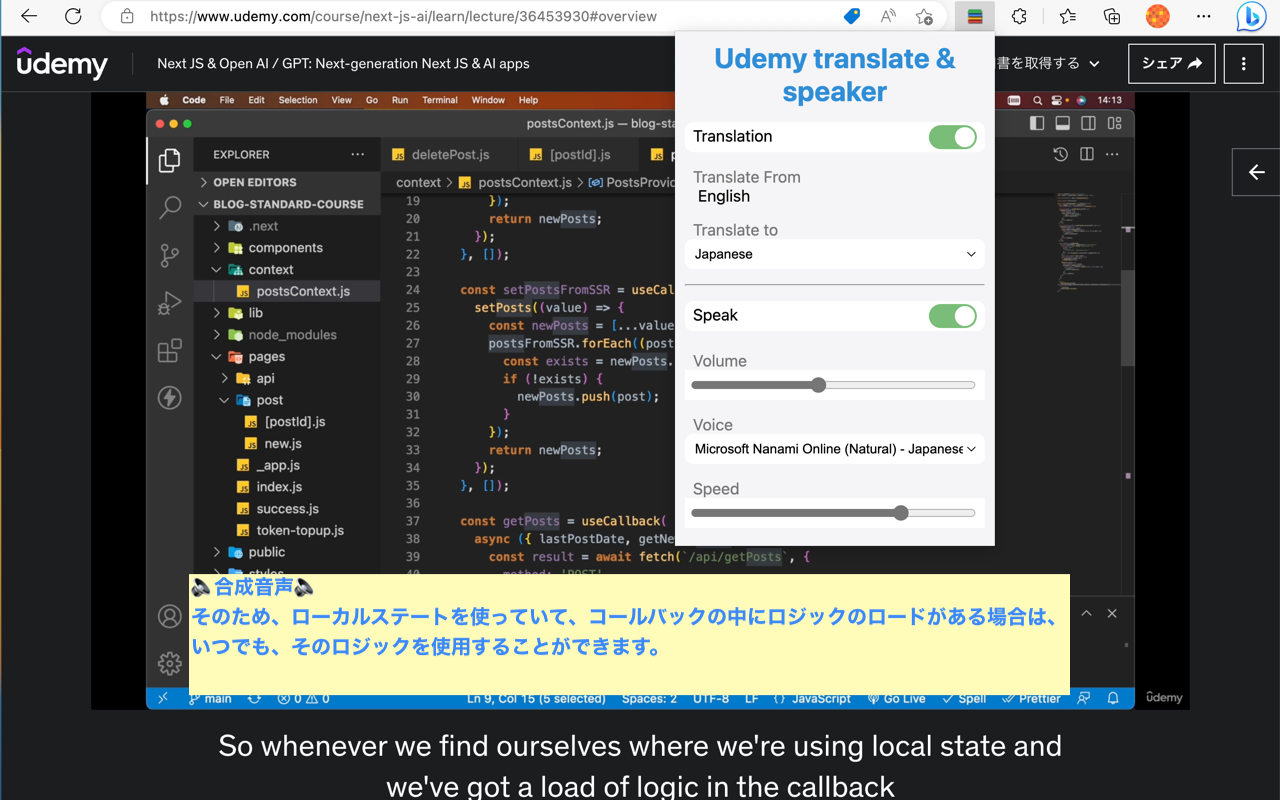 https://www.udemy.com/course/next-js-ai/learn/lecture/36453930#overview
ûdemy
Next JS & Open AI / GPT: Next-generation Next JS & AI apps
書を取得する
シェア
Code File Edit Selection View Go Run Terminal Window Help
14:13
postsContext.js — blog-sta
EXPLORER
deletePost.js
[postId].js
OPEN EDITORS
context > postsContext.js > PostsProvid
BLOG-STANDARD-COURSE
.next
components
context
postsContext.js
lib
node_modules
pages
api
post
[postId].js
new.js
_app.js
index.js
success.js
token-topup.js
public
styles
19 });
20 return newPosts;
21 });
22 }, []);
23
24 const setPostsFromSSR = useCal
25 setPosts((value) => {
26 const newPosts = [...value
27 postsFromSSR.forEach((post
28 const exists = newPosts.
29 if (!exists) {
30 newPosts.push(post);
31 }
32 });
33 return newPosts;
34 });
35 }, []);
36
37 const getPosts = useCallback(
38 async ({ lastPostDate, getNe
39 const result = await fetch(`/api/getPosts`, {
40 method: 'POST'
Udemy translate &
speaker
Translation
Translate From
English
Translate to
Japanese
Speak
Volume
Voice
Microsoft Nanami Online (Natural) - Japanese
Speed
🔈合成音声🔈
そのため、ローカルステートを使っていて、コールバックの中にロジックのロードがある場合は、
いつでも、そのロジックを使用することができます。
main 0 0 Ln 9, Col 15 (5 selected) Spaces: 2 UTF-8 LF {} JavaScript Go Live Spell Prettier
ûdemy
So whenever we find ourselves where we're using local state and
we've got a load of logic in the callback